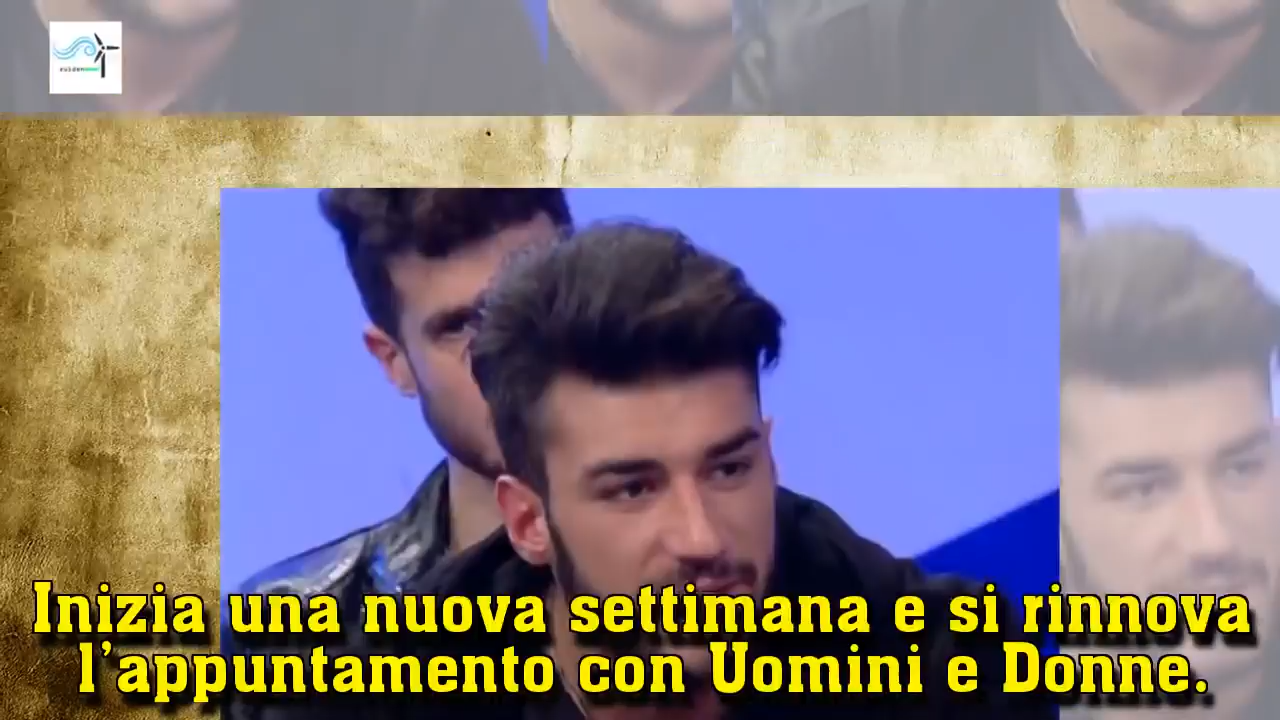 Inizia una nuova settimana e si rinnova
l'appuntamento con Uomini e Donne.